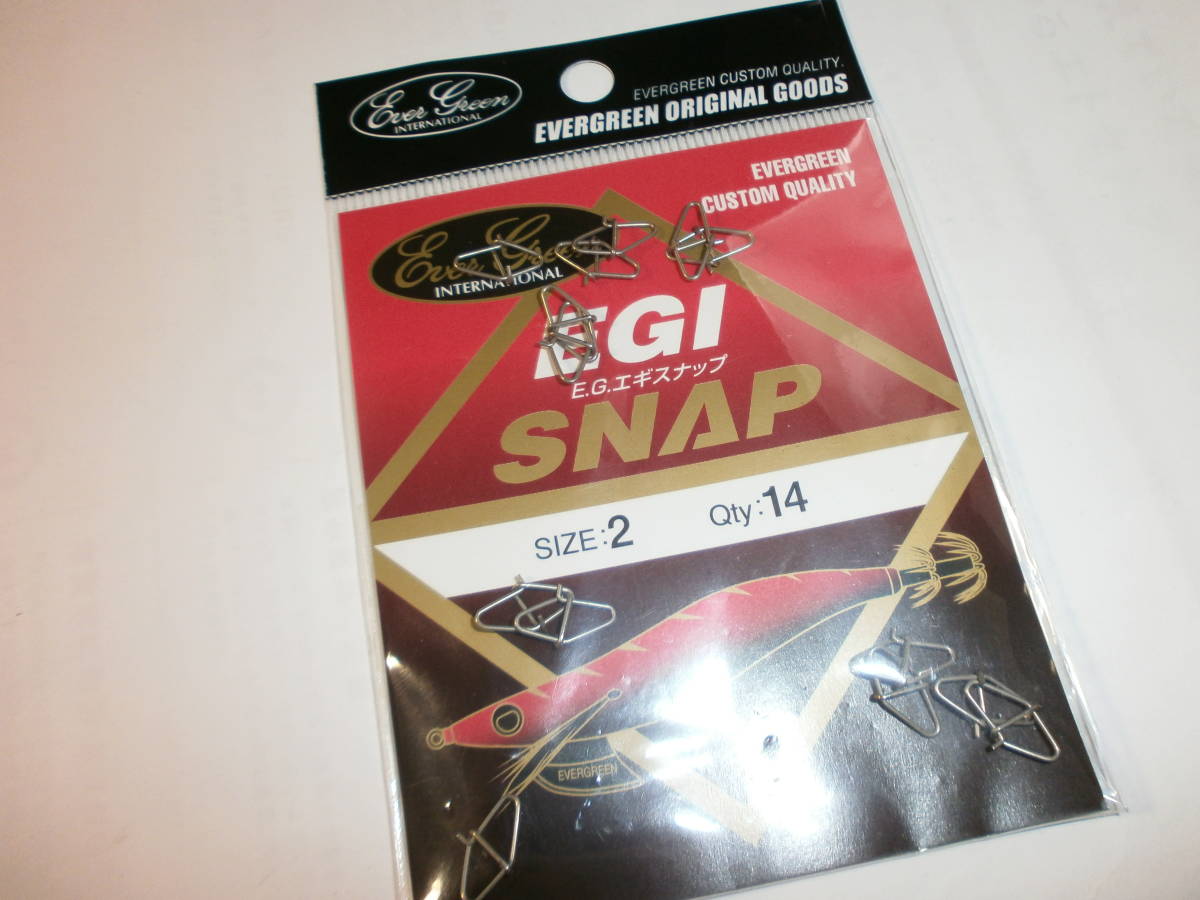 Ever Green
INTERNATIONAL
EVERGREEN CUSTOM QUALITY.
EVERGREEN ORIGINAL GOODS
EVERGREEN
CUSTOM QUALITY
Ever Green
INTERNATIONAL
EGI
E.G.エギスナップ
SNAP
SIZE:2 Qty:14
EVERGREEN